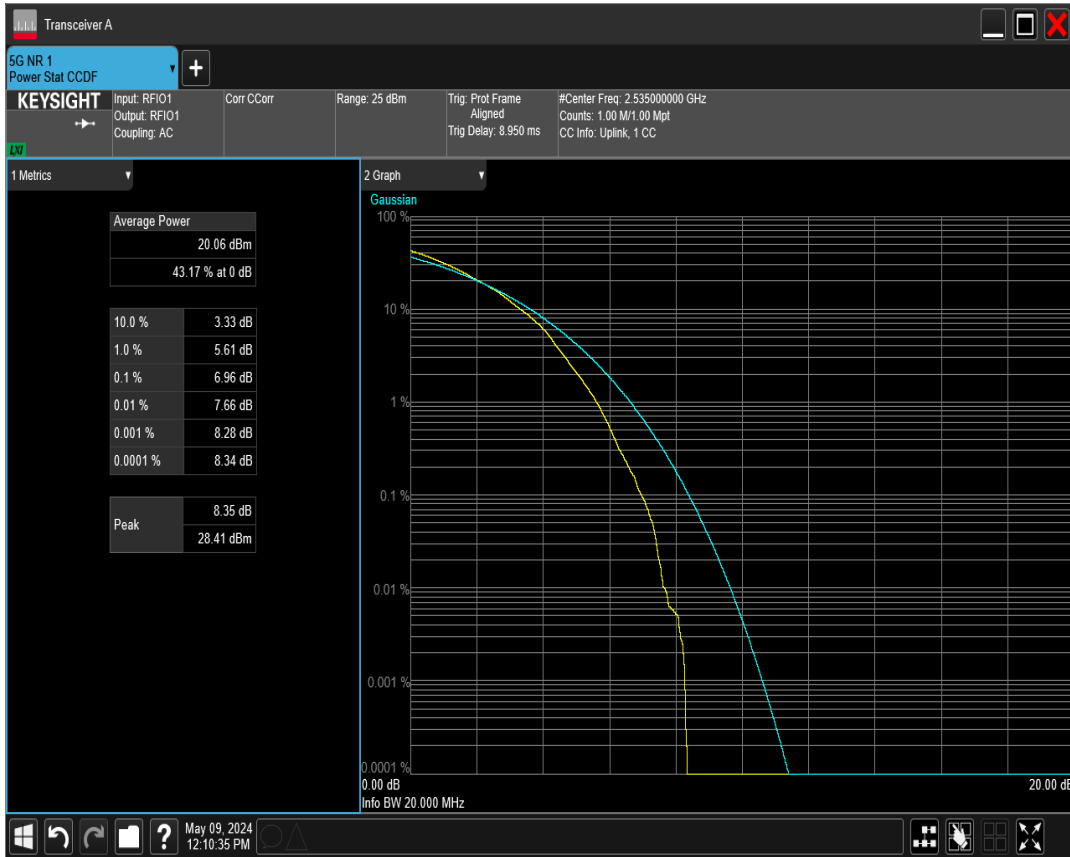 Transceiver A
5G NR 1
Power Stat CCDF
+
KEYSIGHT
LXI
Input: RFIO1
Output: RFIO1
Coupling: AC
Corr CCorr
Range: 25 dBm
Trig: Prot Frame
Aligned
Trig Delay: 8.950 ms
#Center Freq: 2.535000000 GHz
Counts: 1.00 M/1.00 Mpt
CC Info: Uplink, 1 CC
1 Metrics
Average Power
20.06 dBm
43.17 % at 0 dB
10.0 % 3.33 dB
1.0 % 5.61 dB
0.1 % 6.96 dB
0.01 % 7.66 dB
0.001 % 8.28 dB
0.0001 % 8.34 dB
Peak
8.35 dB
28.41 dBm
2 Graph
Gaussian
100 %
10 %
1 %
0.1 %
0.01 %
0.001 %
0.0001 %
0.00 dB 20.00 dB
Info BW 20.000 MHz
?
May 09, 2024
12:10:35 PM